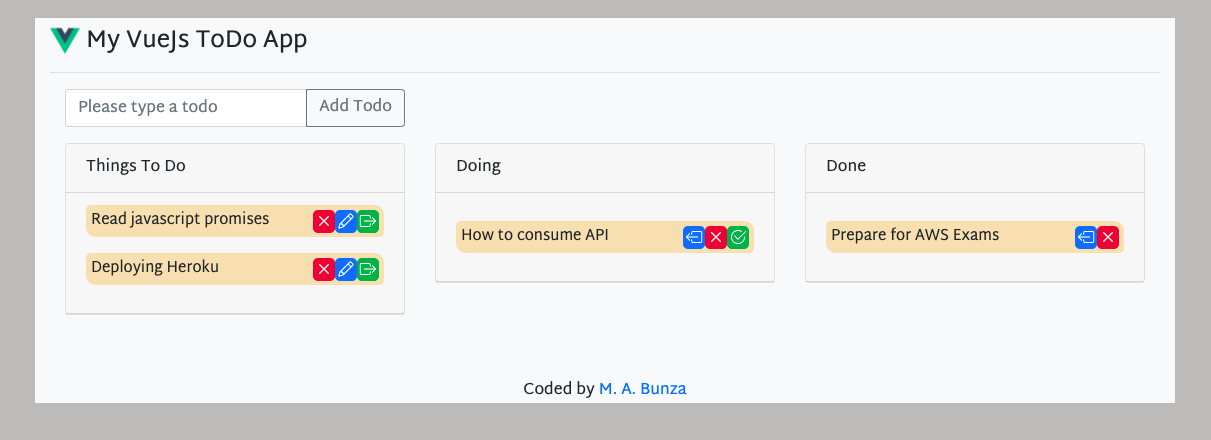 My VueJs ToDo App
Please type a todo
Add Todo
Things To Do
Read javascript promises
Deploying Heroku
Doing
How to consume API
Done
Prepare for AWS Exams
Coded by M. A. Bunza